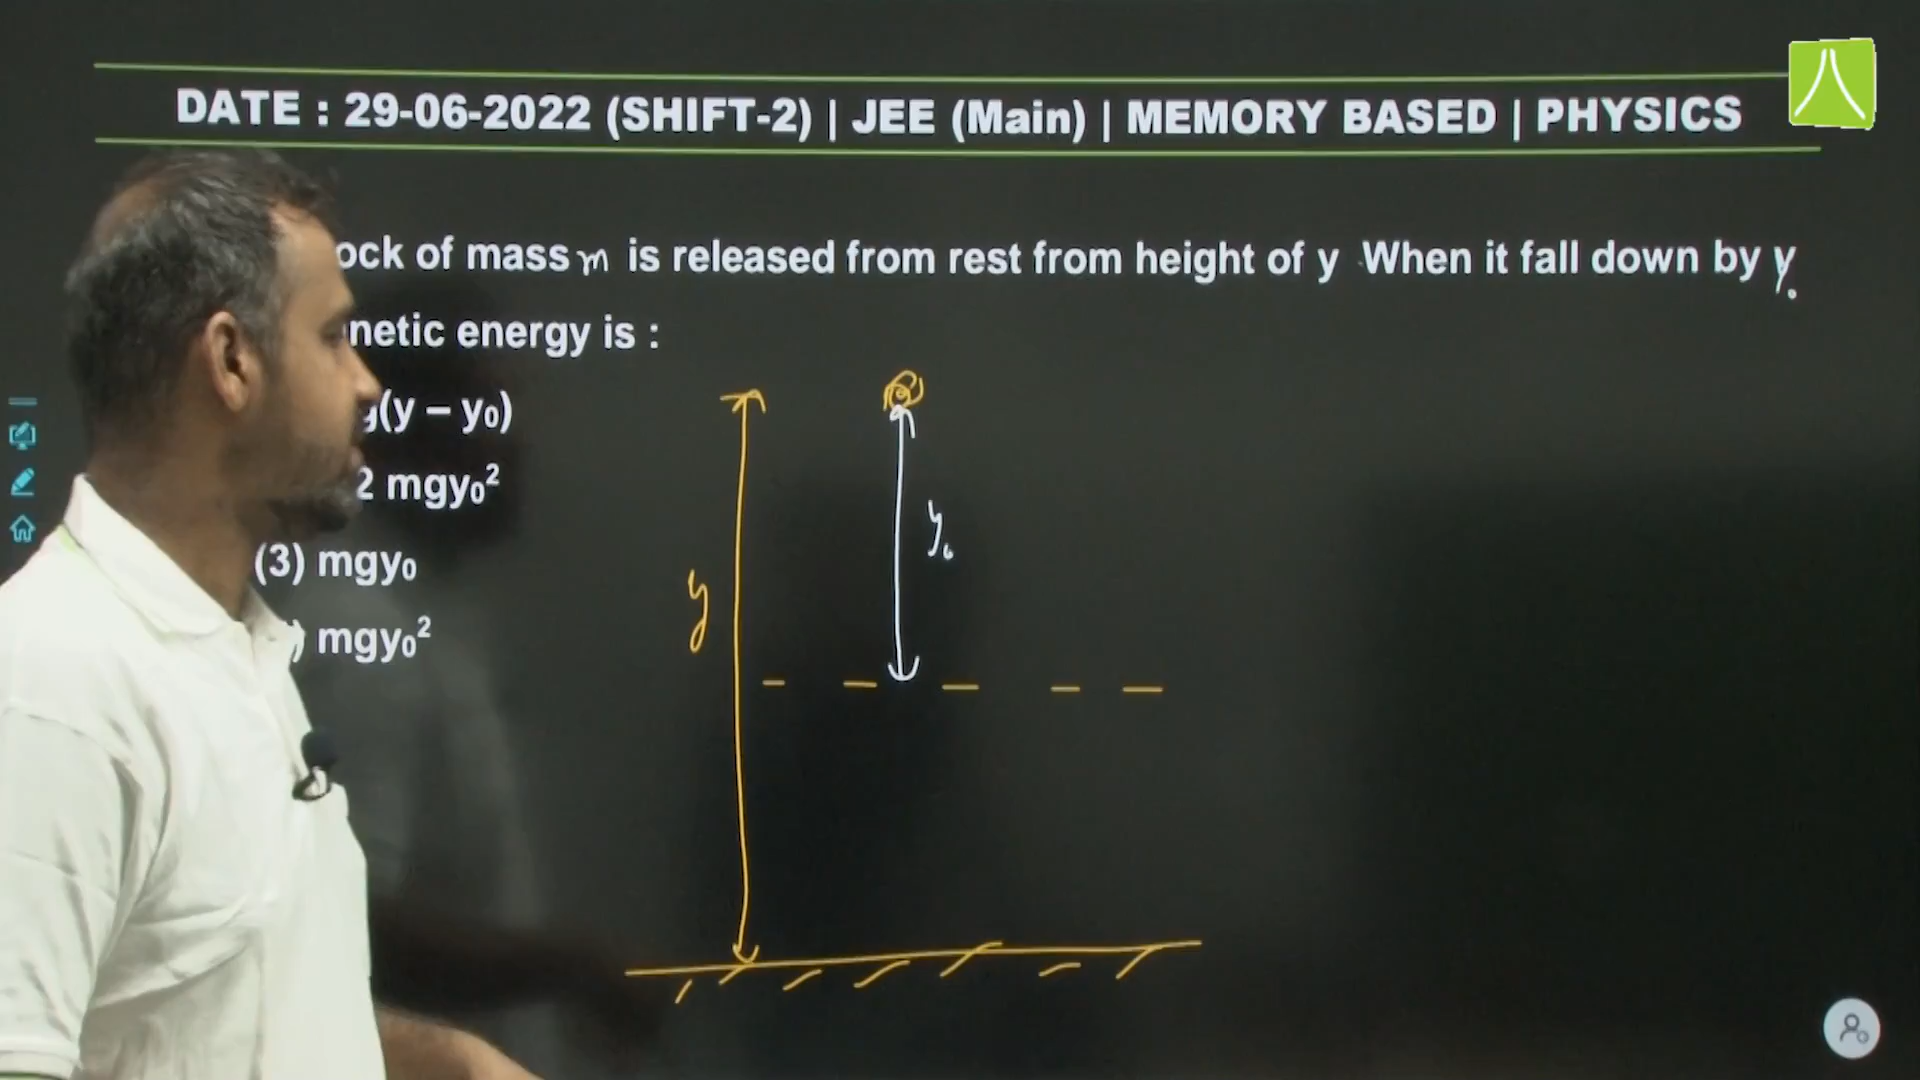 DATE : 29-06-2022 (SHIFT-2) | JEE (Main) | MEMORY BASED | PHYSICS
ock of mass m is released from rest from height of y When it fall down by y₀
netic energy is :
g(y – y₀)
2 mgy₀²
(3) mgy₀
) mgy₀²
y₀
y